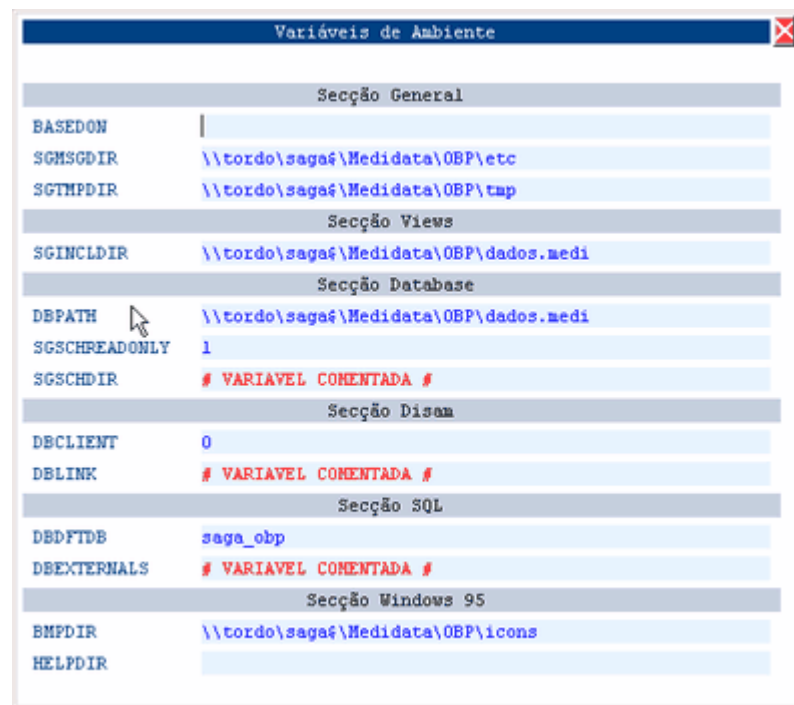 Variáveis de Ambiente
Secção General
BASEDON
SGMSGDIR \\tordo\saga$\Medidata\OBP\etc
SGTMPDIR \\tordo\saga$\Medidata\OBP\tmp
Secção Views
SGINCLDIR \\tordo\saga$\Medidata\OBP\dados.medi
Secção Database
DBPATH \\tordo\saga$\Medidata\OBP\dados.medi
SGSCHREADONLY 1
SGSCHDIR # VARIAVEL COMENTADA #
Secção Disam
DBCLIENT 0
DBLINK # VARIAVEL COMENTADA #
Secção SQL
DBDFTDB saga_obp
DBEXTERNALS # VARIAVEL COMENTADA #
Secção Windows 95
BMPDIR \\tordo\saga$\Medidata\OBP\icons
HELPDIR